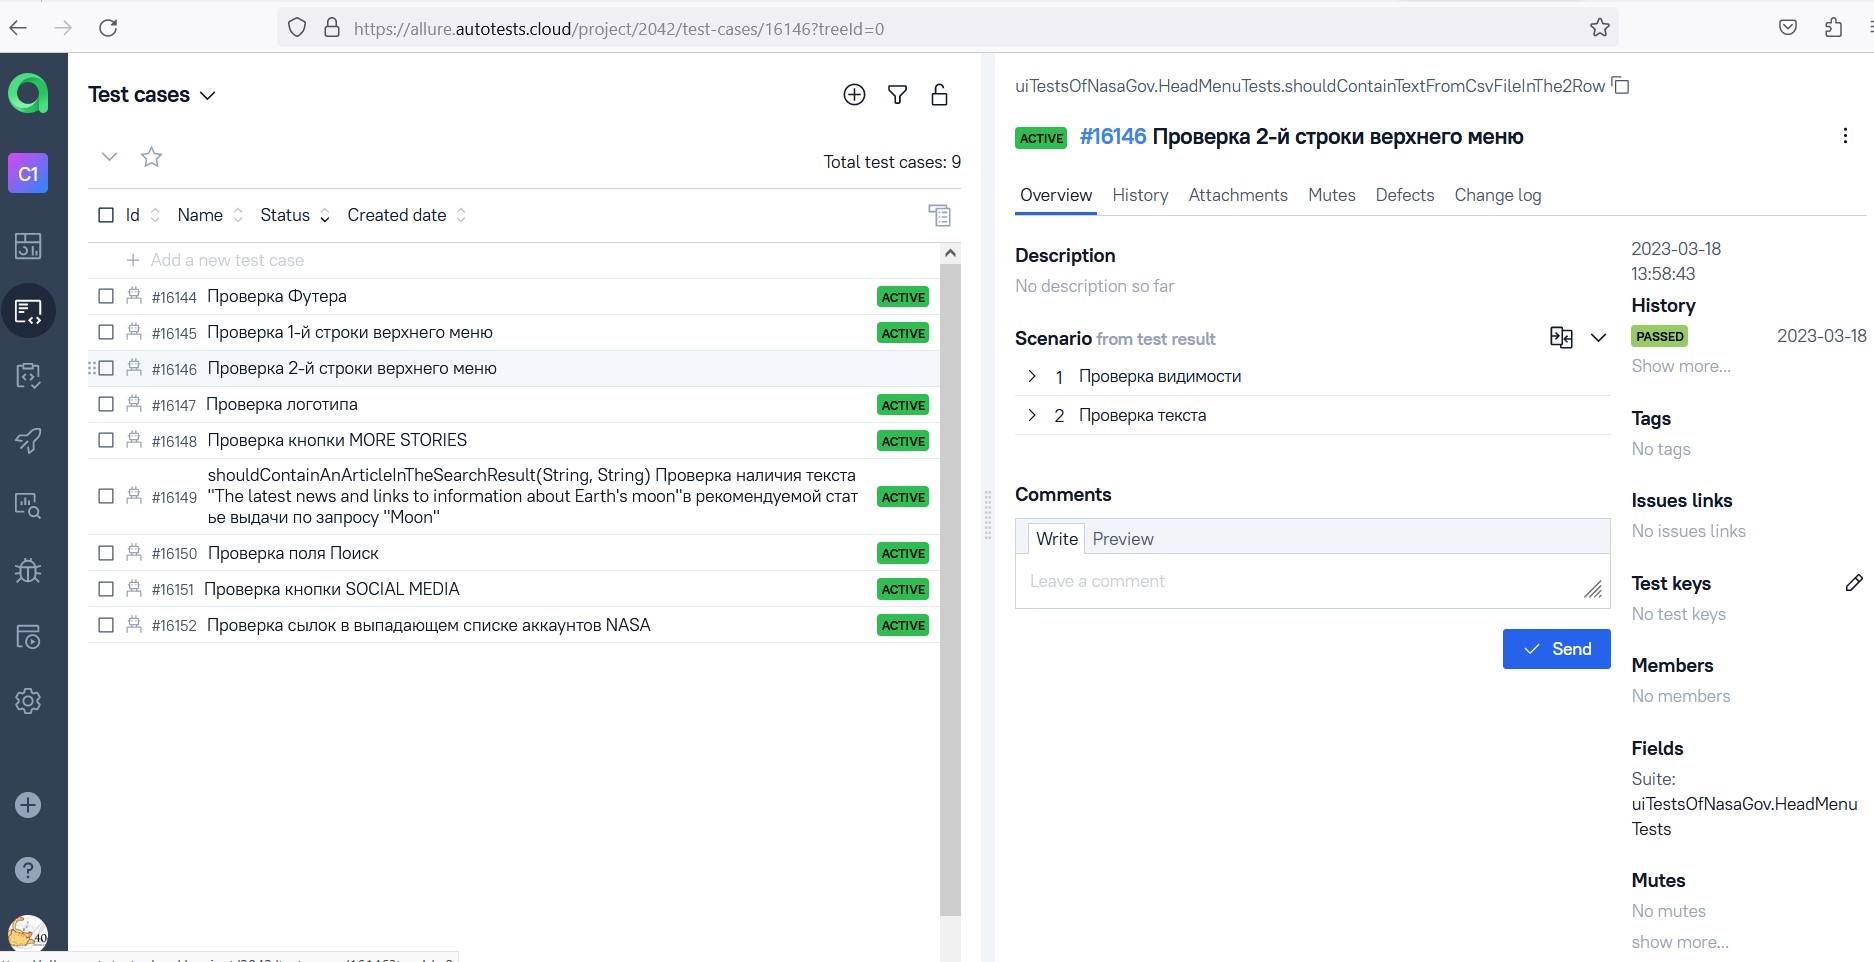 https://allure.autotests.cloud/project/2042/test-cases/16146?treeId=0
C1
Test cases
Total test cases: 9
Id Name Status Created date
Add a new test case
#16144 Проверка Футера ACTIVE
#16145 Проверка 1-й строки верхнего меню ACTIVE
#16146 Проверка 2-й строки верхнего меню
#16147 Проверка логотипа ACTIVE
#16148 Проверка кнопки MORE STORIES ACTIVE
shouldContainAnArticleInTheSearchResult(String, String) Проверка наличия текста
#16149 "The latest news and links to information about Earth's moon"в рекомендуемой стат ACTIVE
ье выдачи по запросу "Moon"
#16150 Проверка поля Поиск ACTIVE
#16151 Проверка кнопки SOCIAL MEDIA ACTIVE
#16152 Проверка сылок в выпадающем списке аккаунтов NASA ACTIVE
40
uiTestsOfNasaGov.HeadMenuTests.shouldContainTextFromCsvFileInThe2Row
ACTIVE #16146 Проверка 2-й строки верхнего меню
Overview History Attachments Mutes Defects Change log
Description
No description so far
Scenario from test result
1 Проверка видимости
2 Проверка текста
Comments
Write Preview
Leave a comment
Send
2023-03-18
13:58:43
History
PASSED 2023-03-18
Show more...
Tags
No tags
Issues links
No issues links
Test keys
No test keys
Members
No members
Fields
Suite:
uiTestsOfNasaGov.HeadMenu
Tests
Mutes
No mutes
show more...